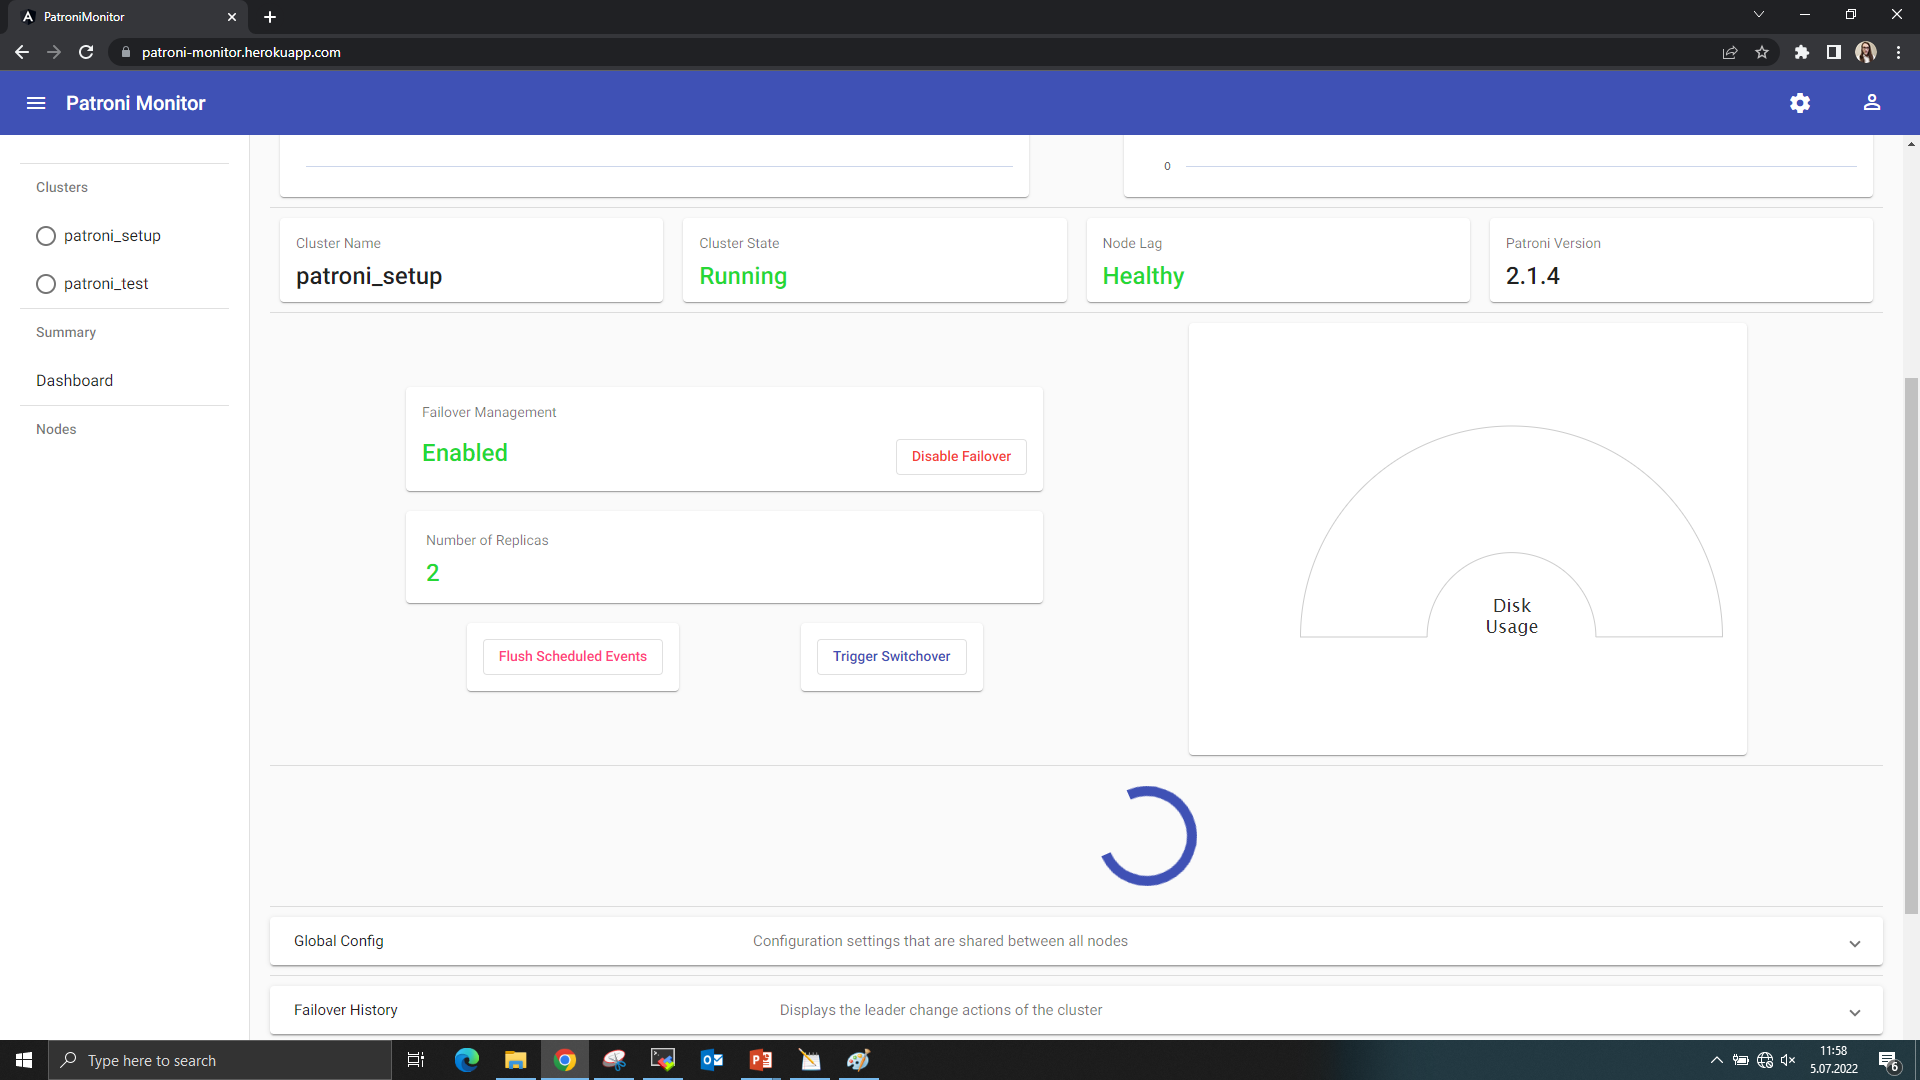 PatroniMonitor
patroni-monitor.herokuapp.com
Patroni Monitor
0
Clusters
patroni_setup
patroni_test
Summary
Dashboard
Nodes
Cluster Name
patroni_setup
Cluster State
Running
Node Lag
Healthy
Patroni Version
2.1.4
Failover Management
Enabled
Disable Failover
Number of Replicas
2
Flush Scheduled Events
Trigger Switchover
Disk
Usage
Global Config
Configuration settings that are shared between all nodes
Failover History
Displays the leader change actions of the cluster
Type here to search
11:58
5.07.2022
6